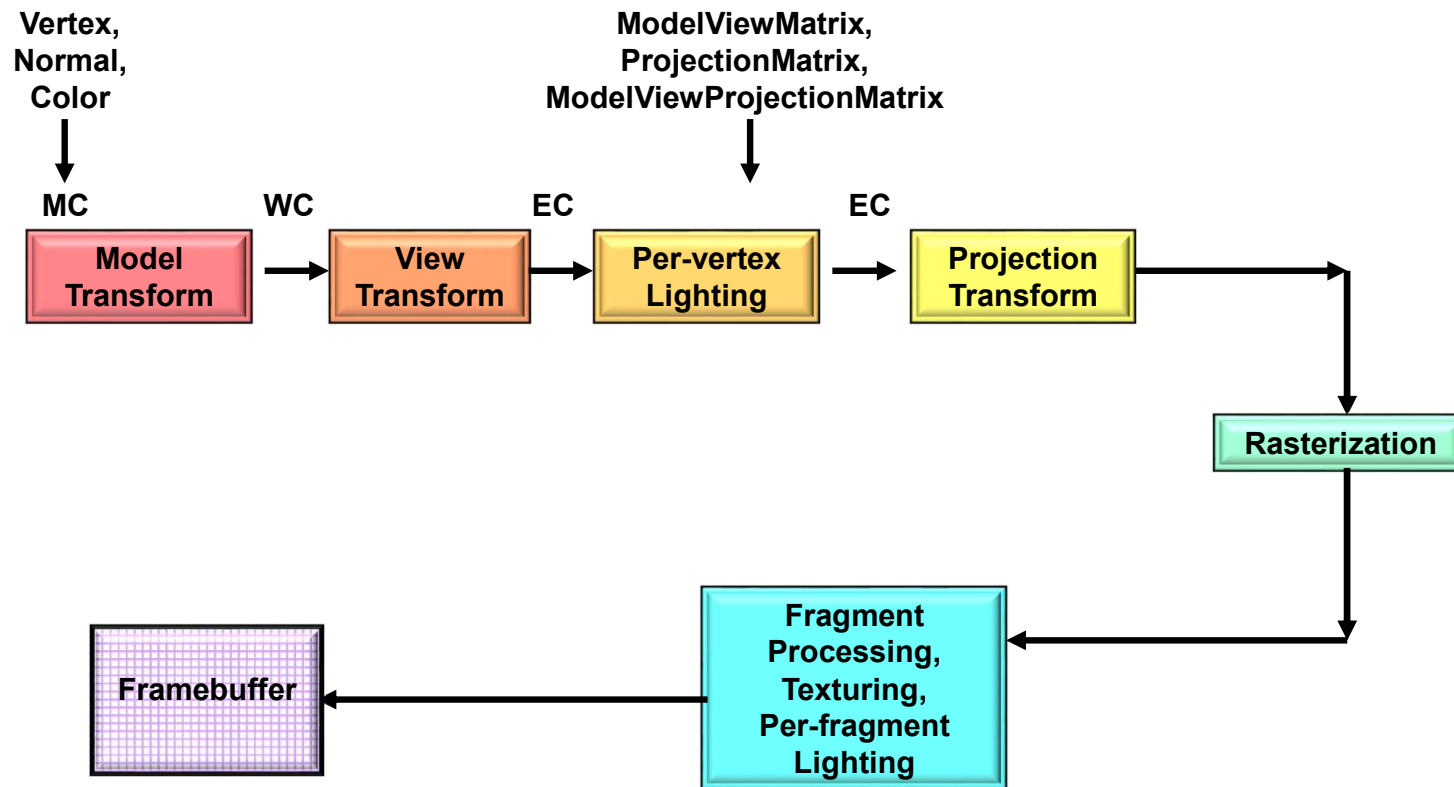 Vertex,
Normal,
Color
ModelViewMatrix,
ProjectionMatrix,
ModelViewProjectionMatrix
MC
WC
EC
EC
Model
Transform
View
Transform
Per-vertex
Lighting
Projection
Transform
Rasterization
Fragment
Processing,
Texturing,
Per-fragment
Lighting
Framebuffer